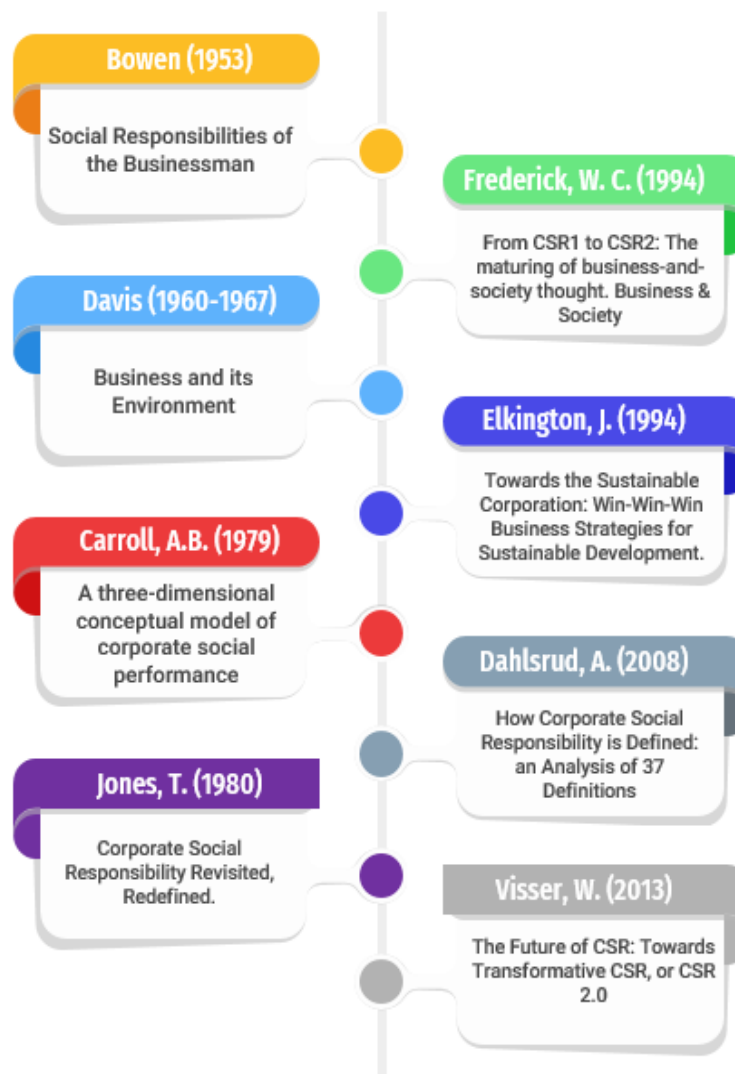 Bowen (1953)
Social Responsibilities of
the Businessman
Frederick, W. C. (1994)
From CSR1 to CSR2: The
maturing of business-and-
society thought. Business &
Society
Davis (1960-1967)
Business and its
Environment
Elkington, J. (1994)
Towards the Sustainable
Corporation: Win-Win-Win
Business Strategies for
Sustainable Development.
Carroll, A.B. (1979)
A three-dimensional
conceptual model of
corporate social
performance
Dahlsrud, A. (2008)
How Corporate Social
Responsibility is Defined:
an Analysis of 37
Definitions
Jones, T. (1980)
Corporate Social
Responsibility Revisited,
Redefined.
Visser, W. (2013)
The Future of CSR: Towards
Transformative CSR, or CSR
2.0